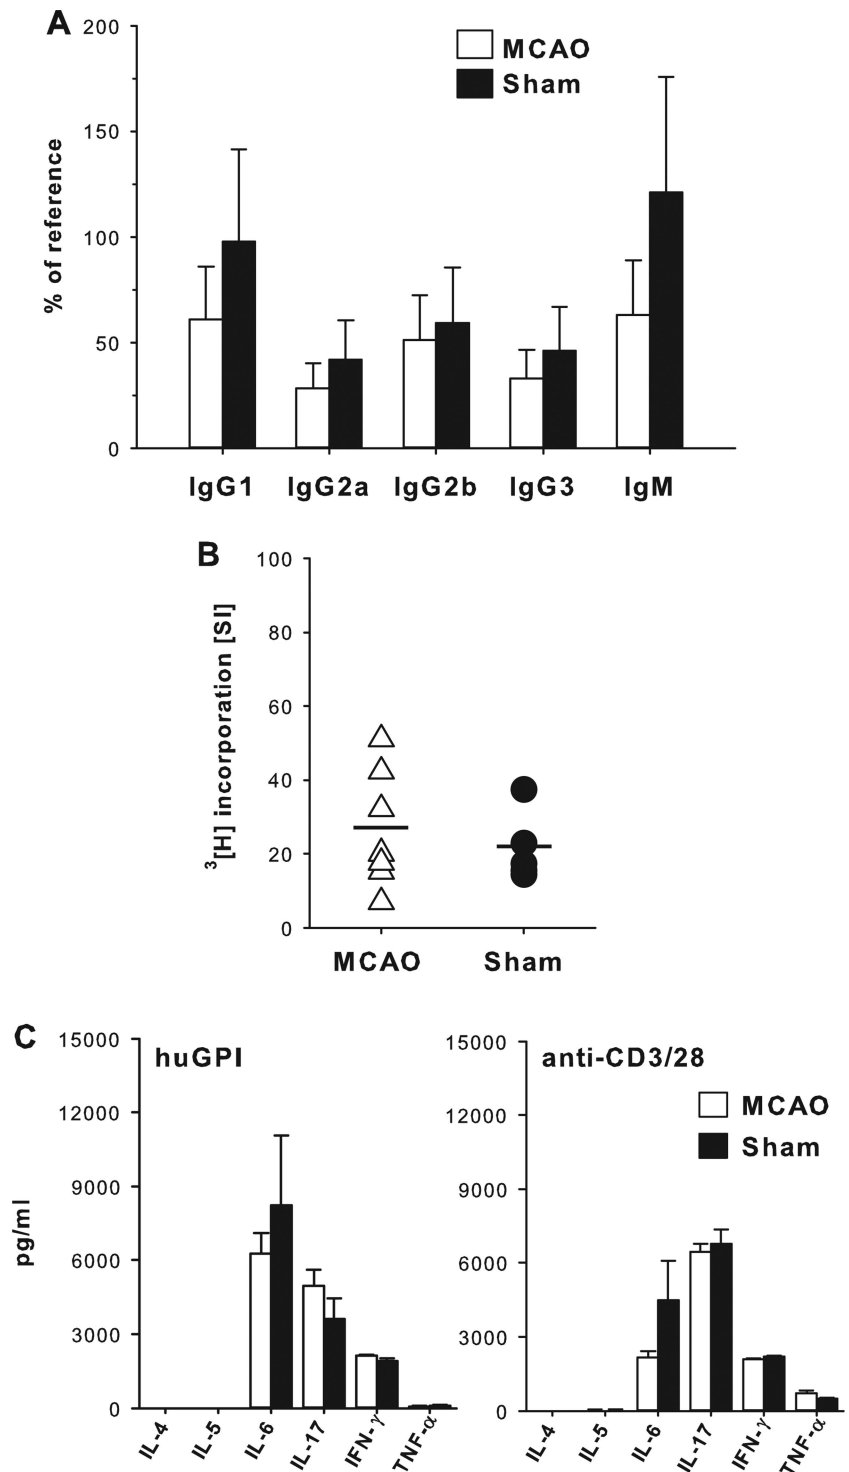 A
200
150
100
50
0
% of reference
MCAO
Sham
IgG1 IgG2a IgG2b IgG3 IgM
B
100
80
60
40
20
0
³[H] incorporation [SI]
MCAO Sham
C
15000
12000
9000
6000
3000
0
pg/ml
huGPI
IL-4 IL-5 IL-6 IL-17 IFN-γ TNF-α
15000
12000
9000
6000
3000
0
anti-CD3/28
MCAO
Sham
IL-4 IL-5 IL-6 IL-17 IFN-γ TNF-α